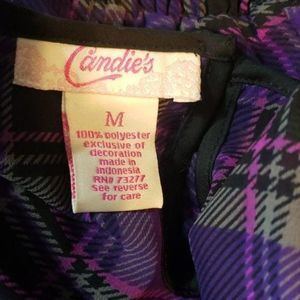 Candie's
M
100% polyester
exclusive of
decoration
made in
indonesia
RN# 73277
See reverse
for care